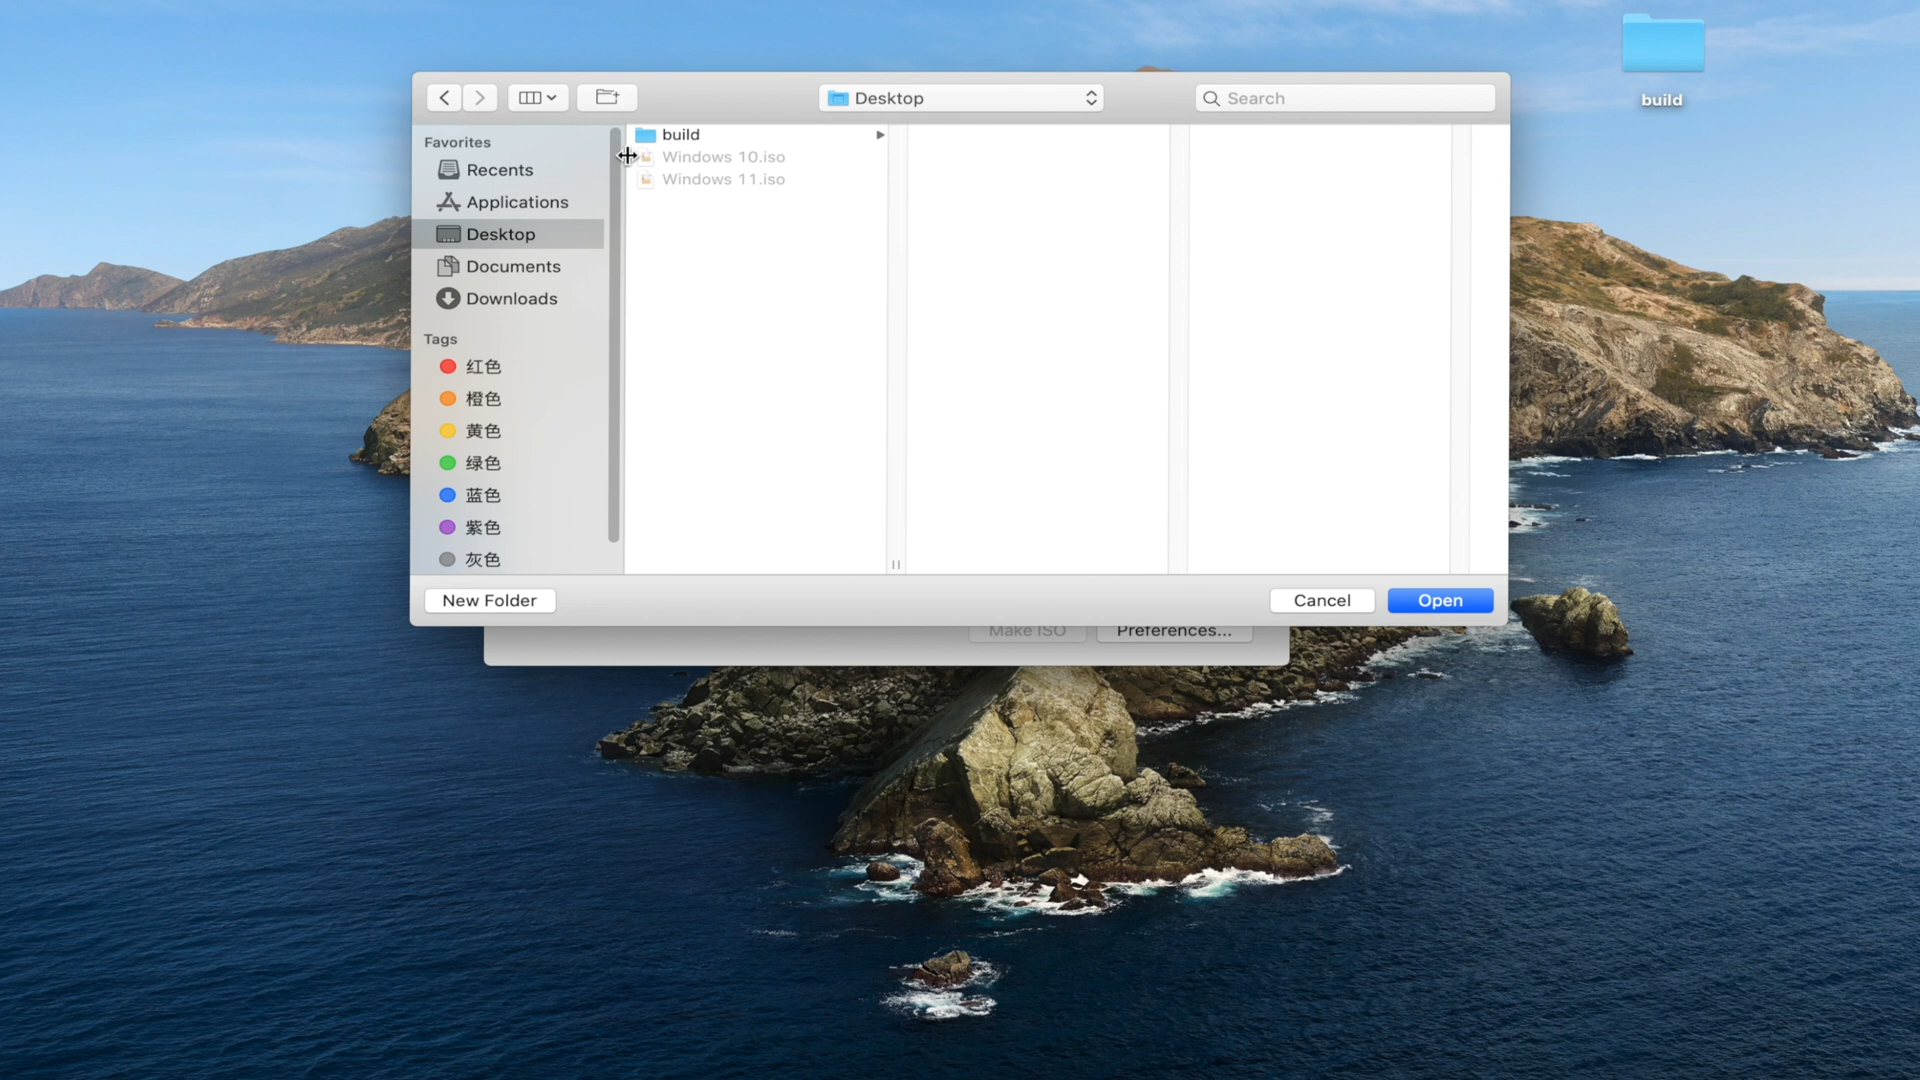 build
Desktop
Search
Favorites
Recents
Applications
Desktop
Documents
Downloads
Tags
红色
橙色
黄色
绿色
蓝色
紫色
灰色
build
Windows 10.iso
Windows 11.iso
New Folder
Cancel
Open
Make ISO
Preferences...